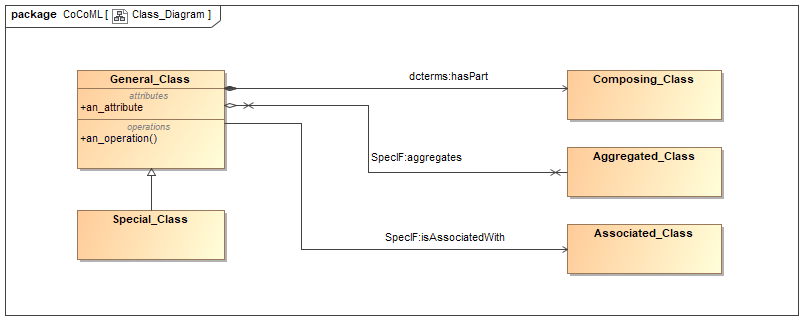 package CoCoML [ Class_Diagram ]
General_Class
attributes
+an_attribute
operations
+an_operation()
Special_Class
dcterms:hasPart
SpecIF:aggregates
SpecIF:isAssociatedWith
Composing_Class
Aggregated_Class
Associated_Class